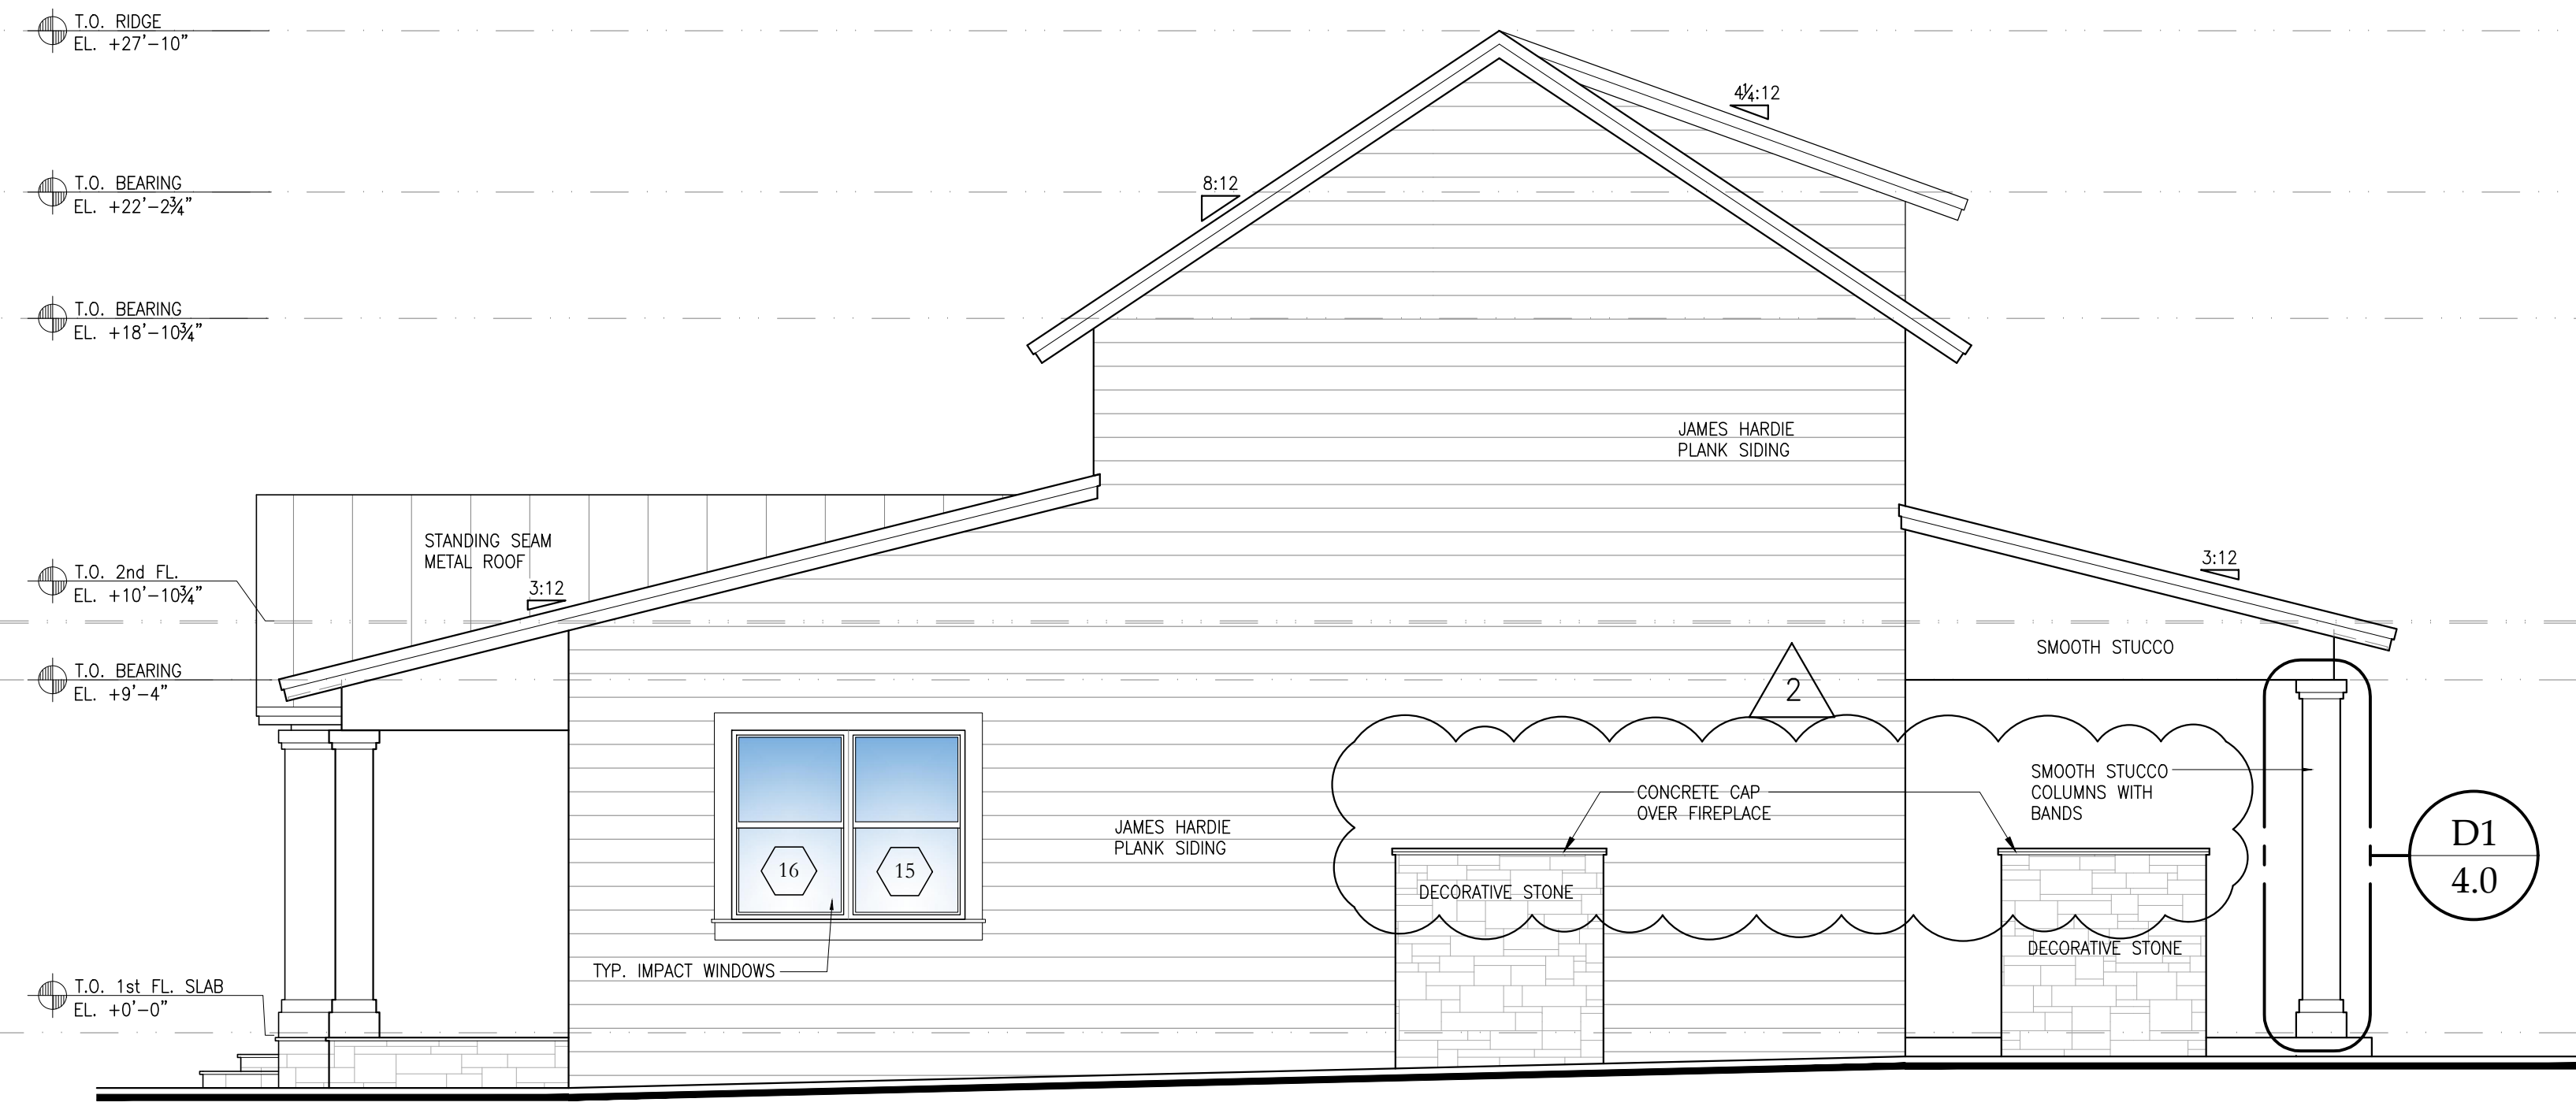 T.O. RIDGE
EL. +27'-10"
4¼:12
T.O. BEARING
EL. +22'-2¾"
8:12
T.O. BEARING
EL. +18'-10¾"
JAMES HARDIE
PLANK SIDING
STANDING SEAM
METAL ROOF
3:12
3:12
T.O. 2nd FL.
EL. +10'-10¾"
SMOOTH STUCCO
T.O. BEARING
EL. +9'-4"
2
CONCRETE CAP
OVER FIREPLACE
SMOOTH STUCCO
COLUMNS WITH
BANDS
JAMES HARDIE
PLANK SIDING
D1
4.0
16
15
DECORATIVE STONE
DECORATIVE STONE
TYP. IMPACT WINDOWS
T.O. 1st FL. SLAB
EL. +0'-0"